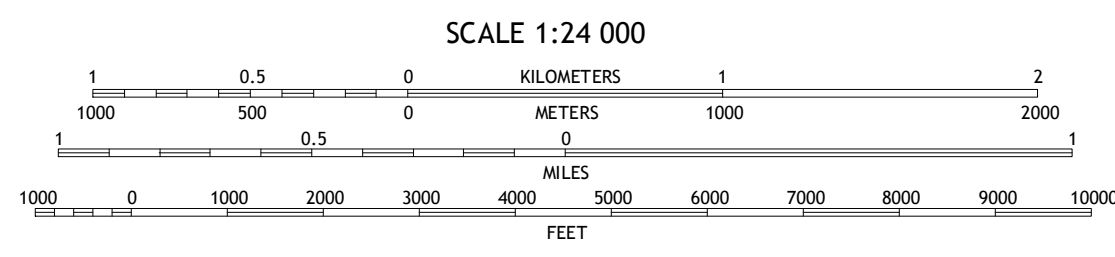 SCALE 1:24 000
1 0.5 0 KILOMETERS 1 2
1000 500 0 METERS 1000 2000
1 0.5 0 1
MILES
1000 0 1000 2000 3000 4000 5000 6000 7000 8000 9000 10000
FEET